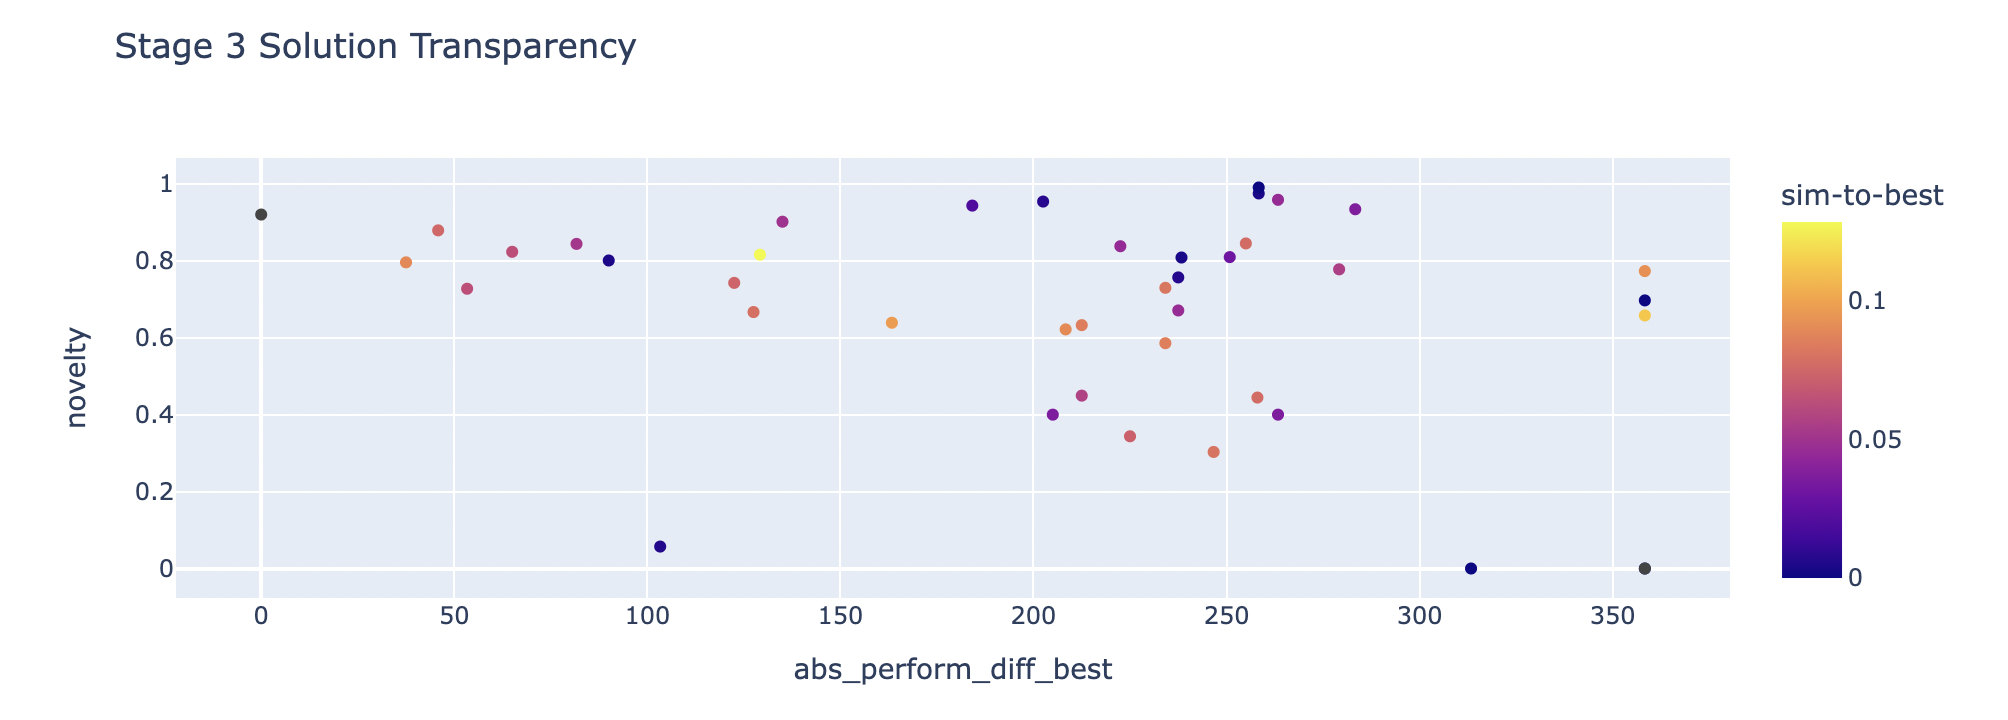 Stage 3 Solution Transparency
sim-to-best
1
0.8
0.6
0.4
0.2
0
novelty
0.1
0.05
0
0 50 100 150 200 250 300 350
abs_perform_diff_best